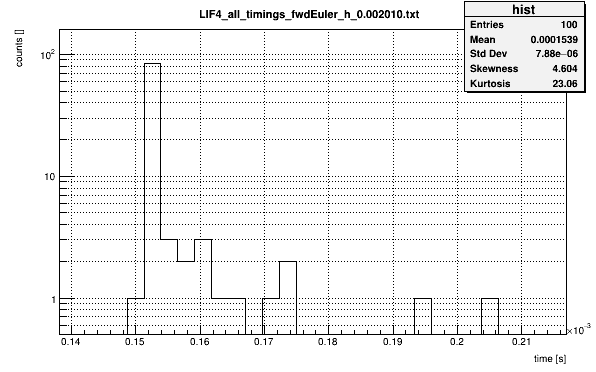 LIF4_all_timings_fwdEuler_h_0.002010.txt
hist
Entries 100
Mean 0.0001539
Std Dev 7.88e−06
Skewness 4.604
Kurtosis 23.06
counts []
10²
10
1
0.14 0.15 0.16 0.17 0.18 0.19 0.2 0.21
×10⁻³
time [s]